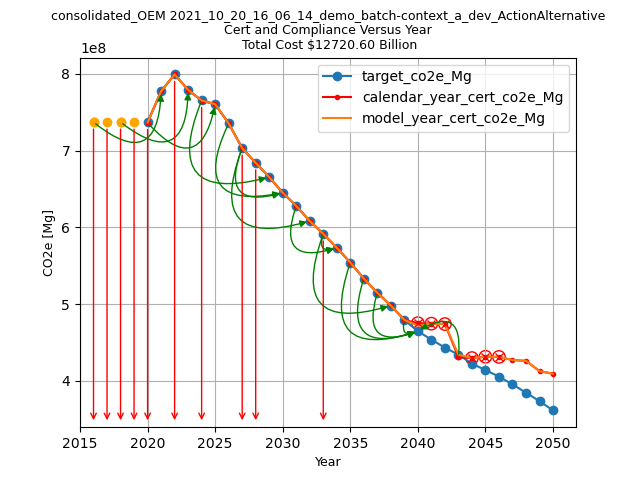 consolidated_OEM 2021_10_20_16_06_14_demo_batch-context_a_dev_ActionAlternative
Cert and Compliance Versus Year
Total Cost $12720.60 Billion
1e8
target_co2e_Mg
calendar_year_cert_co2e_Mg
model_year_cert_co2e_Mg
8
7
6
5
4
CO2e [Mg]
2015 2020 2025 2030 2035 2040 2045 2050
Year